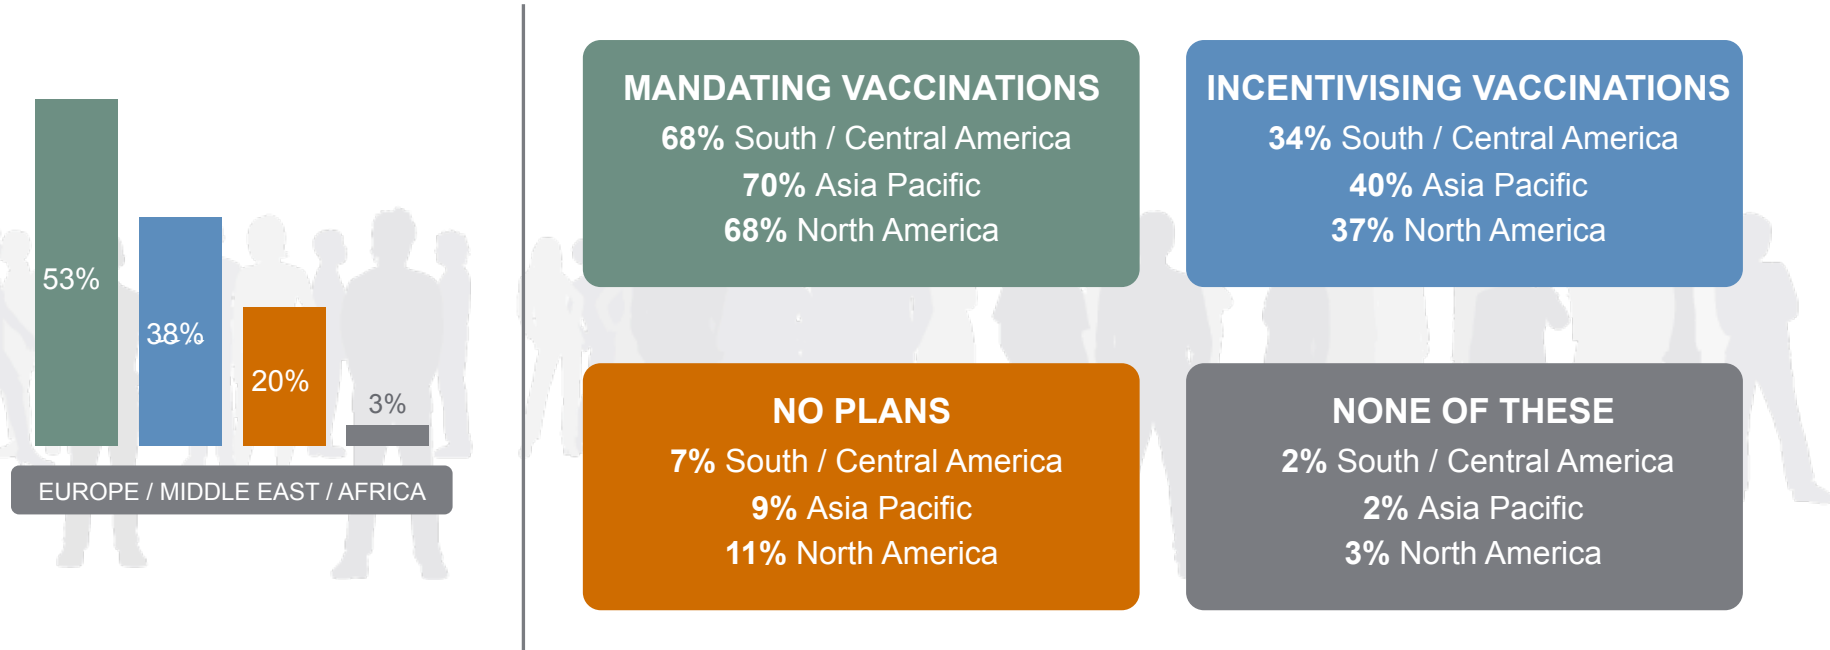 53%
38%
20%
3%
EUROPE / MIDDLE EAST / AFRICA
MANDATING VACCINATIONS
68% South / Central America
70% Asia Pacific
68% North America
INCENTIVISING VACCINATIONS
34% South / Central America
40% Asia Pacific
37% North America
NO PLANS
7% South / Central America
9% Asia Pacific
11% North America
NONE OF THESE
2% South / Central America
2% Asia Pacific
3% North America